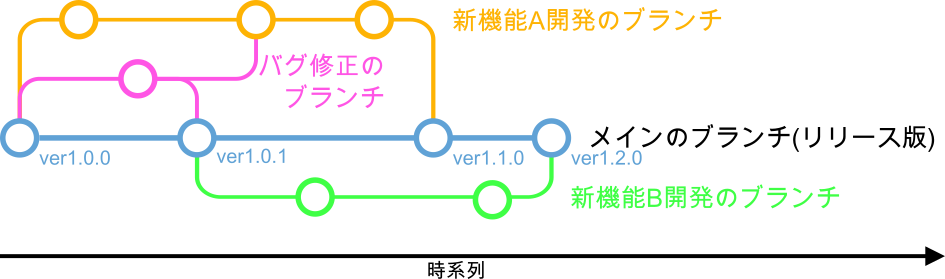 新機能A開発のブランチ
バグ修正の
ブランチ
メインのブランチ(リリース版)
ver1.0.0
ver1.0.1
ver1.1.0
ver1.2.0
新機能B開発のブランチ
時系列